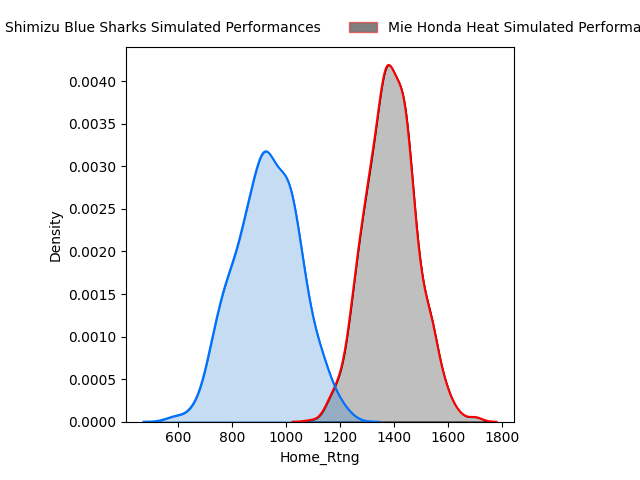 Shimizu Blue Sharks Simulated Performances
Mie Honda Heat Simulated Performa
0.0040
0.0035
0.0030
0.0025
0.0020
0.0015
0.0010
0.0005
0.0000
Density
600 800 1000 1200 1400 1600 1800
Home_Rtng